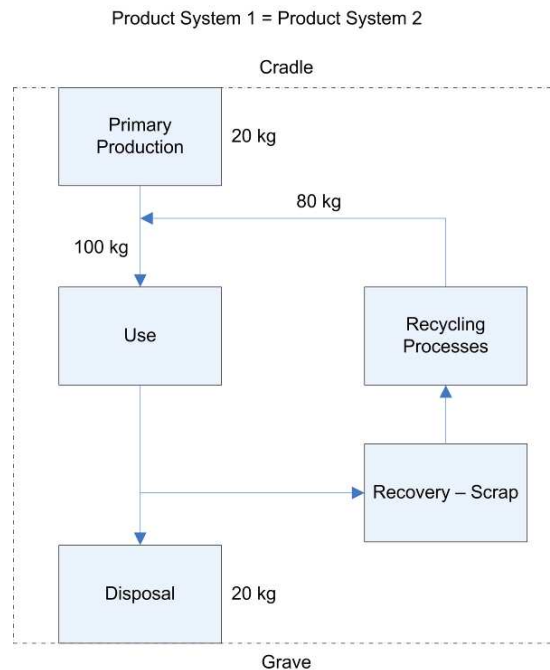 Product System 1 = Product System 2
Cradle
Primary
Production
20 kg
80 kg
100 kg
Use
Recycling
Processes
Recovery – Scrap
Disposal
20 kg
Grave